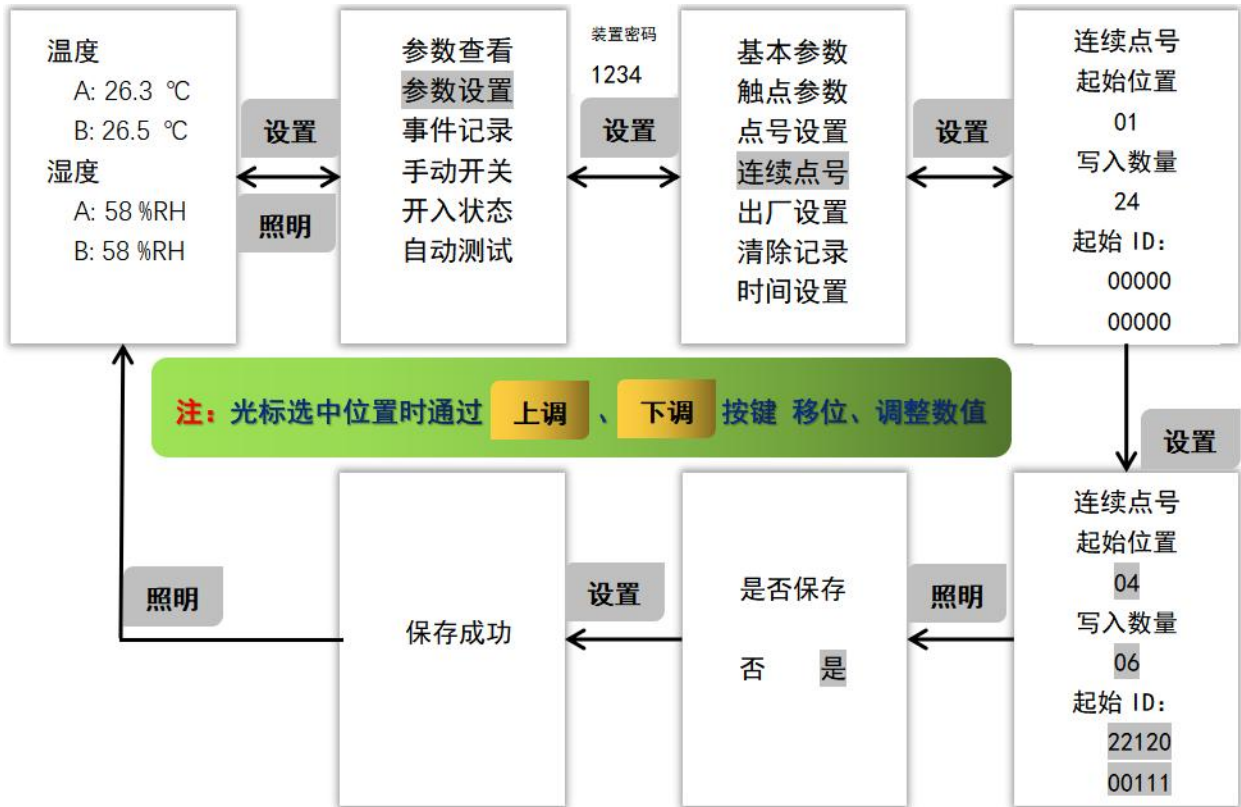 温度
A: 26.3 ℃
B: 26.5 ℃
湿度
A: 58 %RH
B: 58 %RH
设置
照明
参数查看
参数设置
事件记录
手动开关
开入状态
自动测试
装置密码
1234
设置
基本参数
触点参数
点号设置
连续点号
出厂设置
清除记录
时间设置
设置
连续点号
起始位置
01
写入数量
24
起始 ID:
00000
00000
注：光标选中位置时通过 上调 、 下调 按键 移位、调整数值
设置
连续点号
起始位置
04
写入数量
06
起始 ID:
22120
00111
照明
是否保存
否 是
设置
保存成功
照明